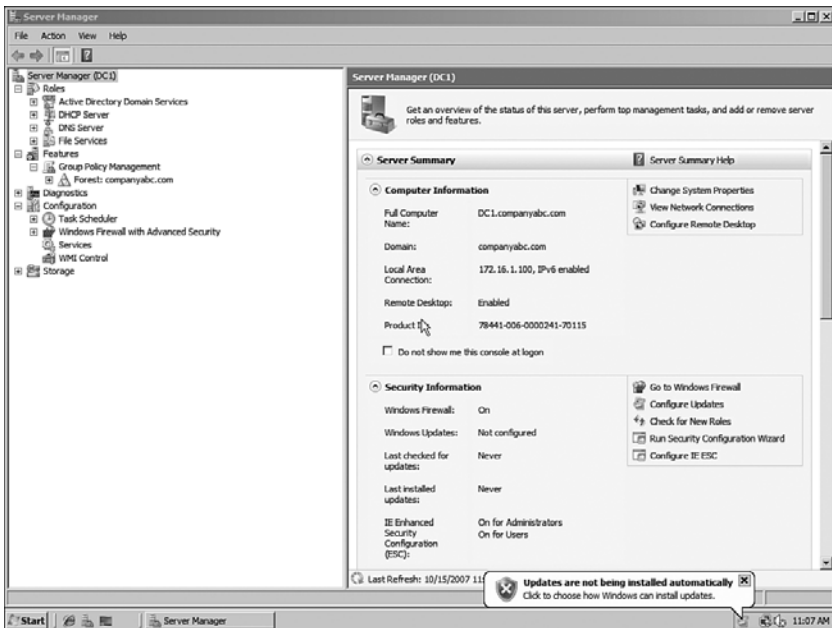 Server Manager
File Action View Help
Server Manager (DC1)
Roles
Active Directory Domain Services
DHCP Server
DNS Server
File Services
Features
Group Policy Management
Forest: companyabc.com
Diagnostics
Configuration
Task Scheduler
Windows Firewall with Advanced Security
Services
WMI Control
Storage
Server Manager (DC1)
Get an overview of the status of this server, perform top management tasks, and add or remove server
roles and features.
Server Summary
Server Summary Help
Computer Information
Full Computer
Name:
DC1.companyabc.com
Domain:
companyabc.com
Local Area
Connection:
172.16.1.100, IPv6 enabled
Remote Desktop:
Enabled
Product
78441-006-0000241-70115
Do not show me this console at logon
Change System Properties
View Network Connections
Configure Remote Desktop
Security Information
Windows Firewall:
On
Windows Updates:
Not configured
Last checked for
updates:
Never
Last installed
updates:
Never
IE Enhanced
Security
Configuration
(ESC):
On for Administrators
On for Users
Go to Windows Firewall
Configure Updates
Check for New Roles
Run Security Configuration Wizard
Configure IE ESC
Last Refresh: 10/15/2007
Updates are not being installed automatically
Click to choose how Windows can install updates.
Start
Server Manager
11:07 AM